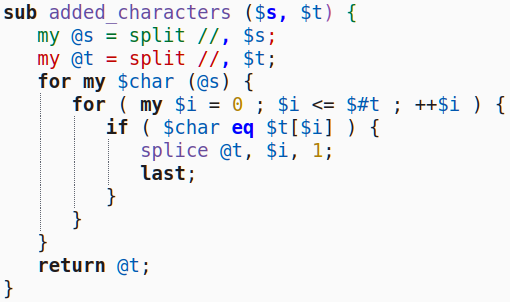 sub added_characters ($s, $t) {
my @s = split //, $s;
my @t = split //, $t;
for my $char (@s) {
for ( my $i = 0 ; $i <= $#t ; ++$i ) {
if ( $char eq $t[$i] ) {
splice @t, $i, 1;
last;
}
}
}
return @t;
}